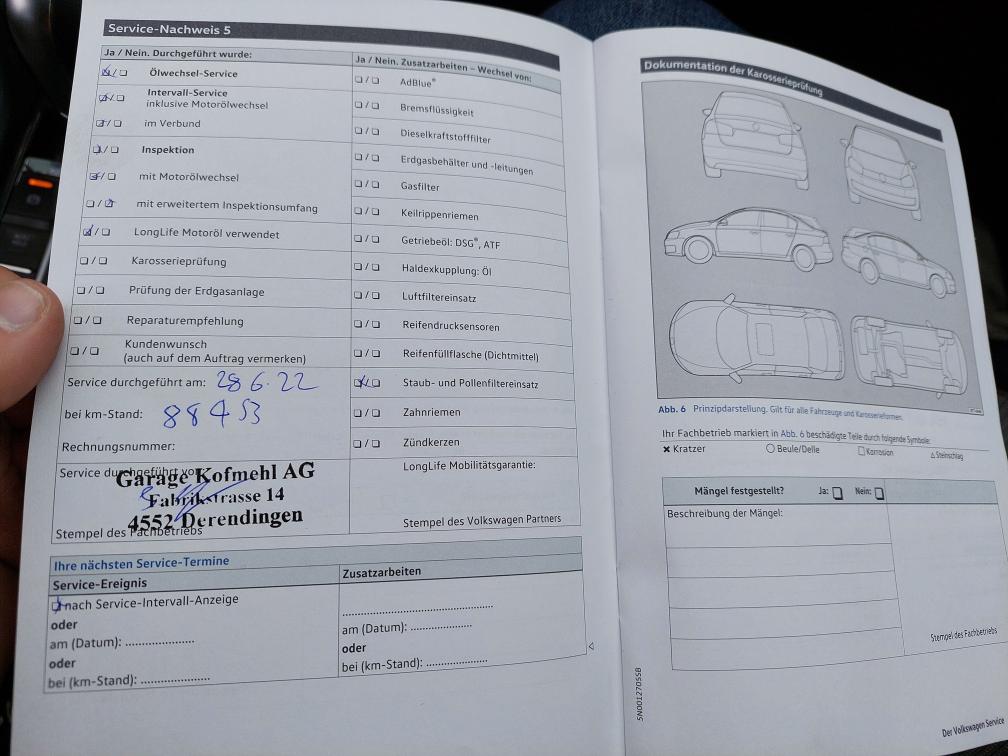 Service-Nachweis 5
Ja / Nein. Durchgeführt wurde:
Ölwechsel-Service
Intervall-Service
inklusive Motorölwechsel
im Verbund
Inspektion
mit Motorölwechsel
mit erweitertem Inspektionsumfang
LongLife Motoröl verwendet
Karosserieprüfung
Prüfung der Erdgasanlage
Reparaturempfehlung
Kundenwunsch
(auch auf dem Auftrag vermerken)
Service durchgeführt am: 28 6. 22
bei km-Stand: 88453
Rechnungsnummer:
Service durchgeführt von:
Garage Kofmehl AG
Fabrikstrasse 14
4552 Derendingen
Stempel des Fachbetriebs
Ja / Nein. Zusatzarbeiten – Wechsel von:
AdBlue®
Bremsflüssigkeit
Dieselkraftstofffilter
Erdgasbehälter und -leitungen
Gasfilter
Keilrippenriemen
Getriebeöl: DSG®, ATF
Haldexkupplung: Öl
Luftfiltereinsatz
Reifendrucksensoren
Reifenfüllflasche (Dichtmittel)
Staub- und Pollenfiltereinsatz
Zahnriemen
Zündkerzen
LongLife Mobilitätsgarantie:
Stempel des Volkswagen Partners
Ihre nächsten Service-Termine
Service-Ereignis
nach Service-Intervall-Anzeige
oder
am (Datum): ....................
oder
bei (km-Stand): ....................
Zusatzarbeiten
am (Datum): ..................
oder
bei (km-Stand): ..................
Dokumentation der Karosserieprüfung
Abb. 6 Prinzipdarstellung. Gilt für alle Fahrzeuge und Karosserieformen.
Ihr Fachbetrieb markiert in Abb. 6 beschädigte Teile durch folgende Symbole:
× Kratzer ○ Beule/Delle □ Korrosion △ Steinschlag
Mängel festgestellt? Ja: Nein:
Beschreibung der Mängel:
Stempel des Fachbetriebs
5N0012705SB
Der Volkswagen Service